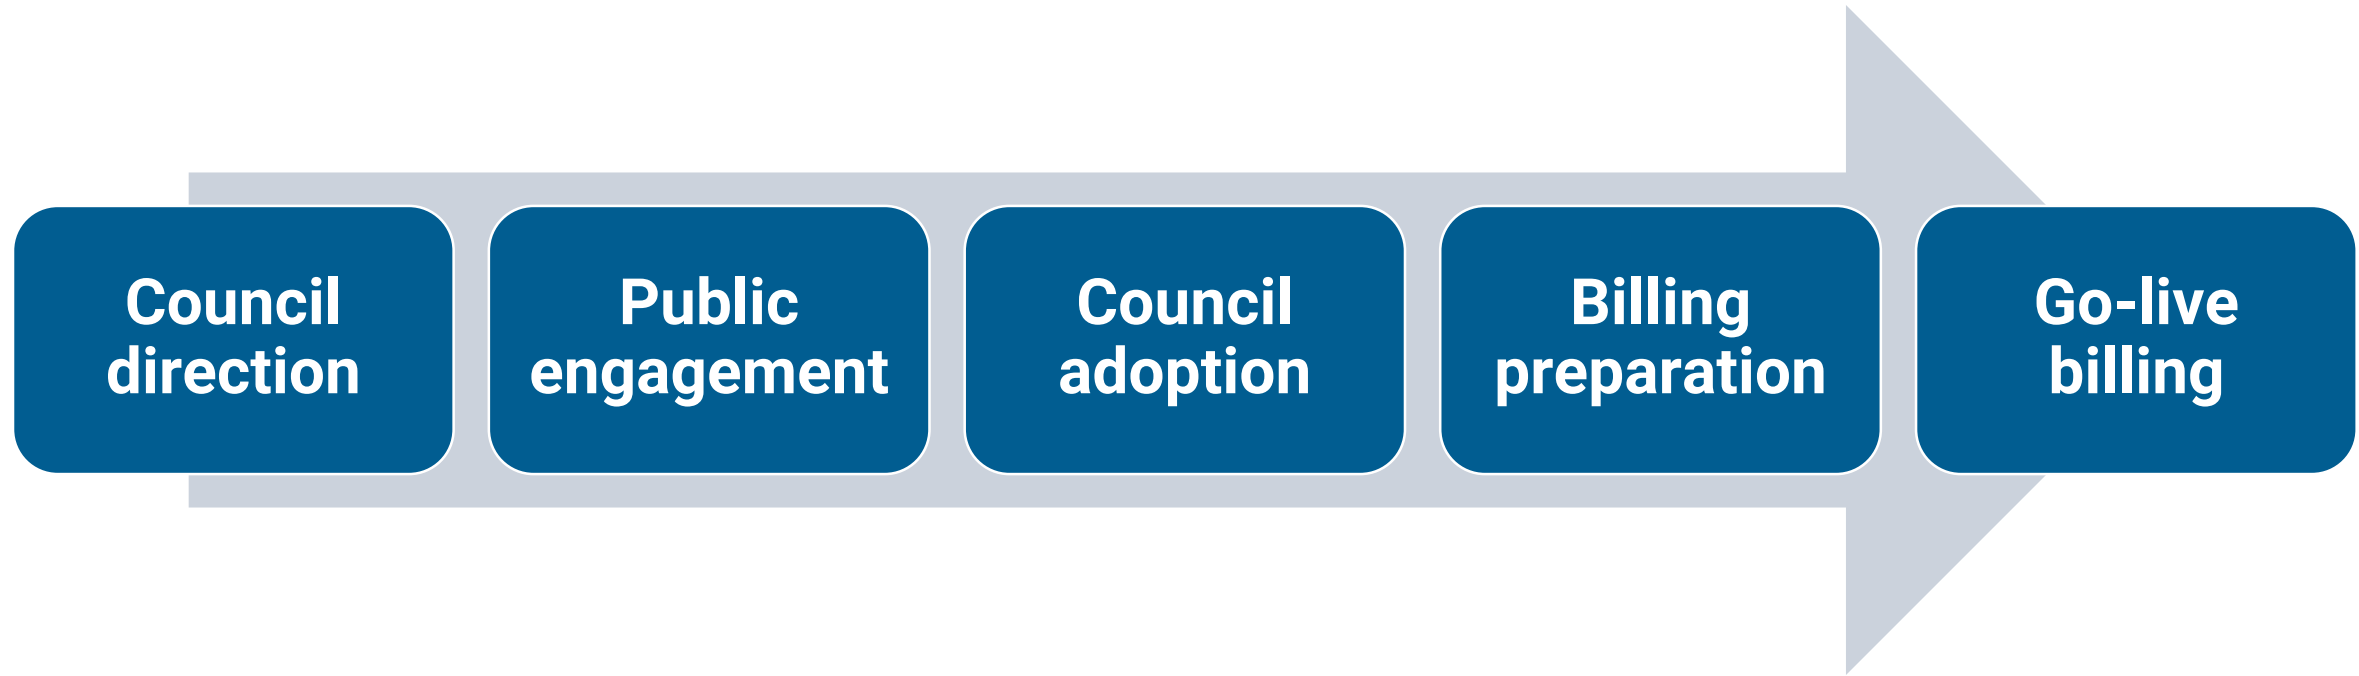 Council
direction
Public
engagement
Council
adoption
Billing
preparation
Go-live
billing